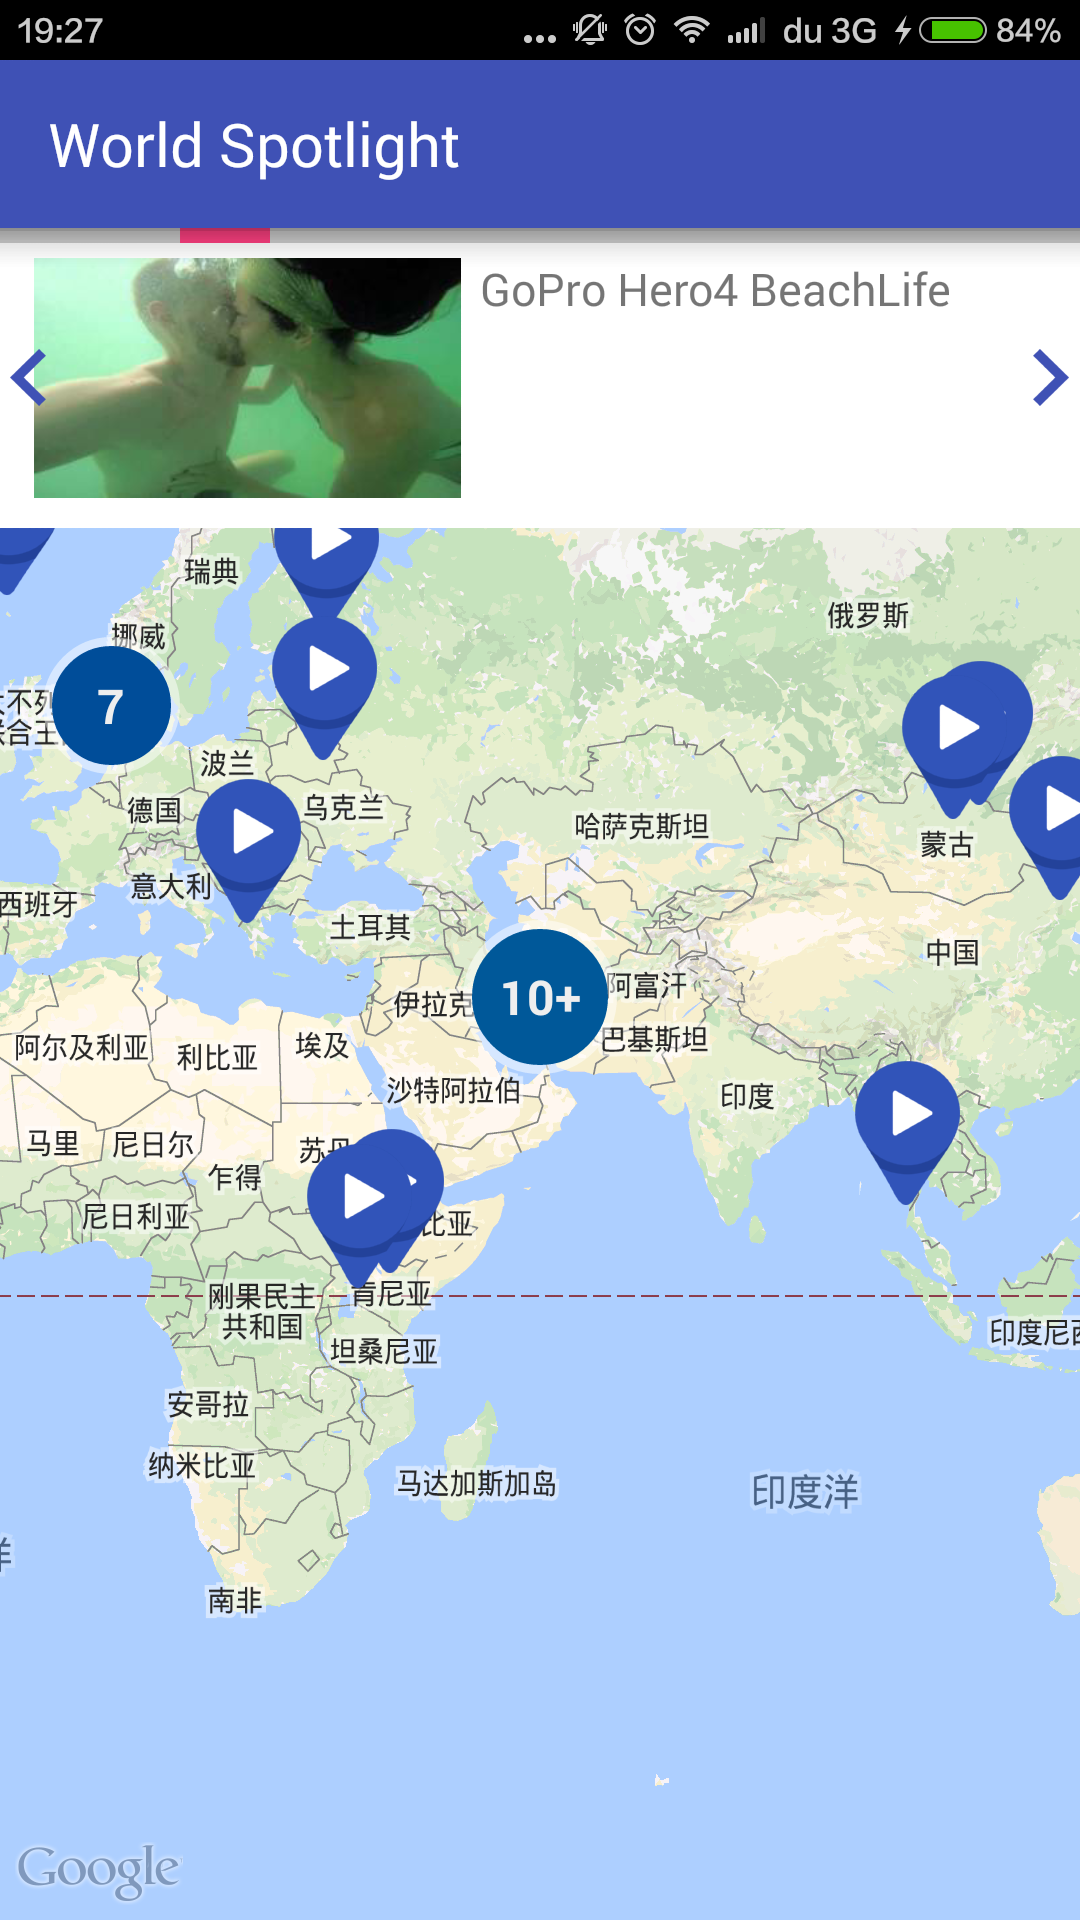 19:27
... du 3G 84%
World Spotlight
GoPro Hero4 BeachLife
瑞典
俄罗斯
挪威
7
波兰
德国
乌克兰
哈萨克斯坦
蒙古
意大利
西班牙
土耳其
中国
伊拉克
10+
阿富汗
阿尔及利亚
利比亚
埃及
巴基斯坦
沙特阿拉伯
印度
马里
尼日尔
乍得
尼日利亚
比亚
刚果民主
共和国
肯尼亚
坦桑尼亚
安哥拉
纳米比亚
马达加斯加岛
印度洋
南非
Google